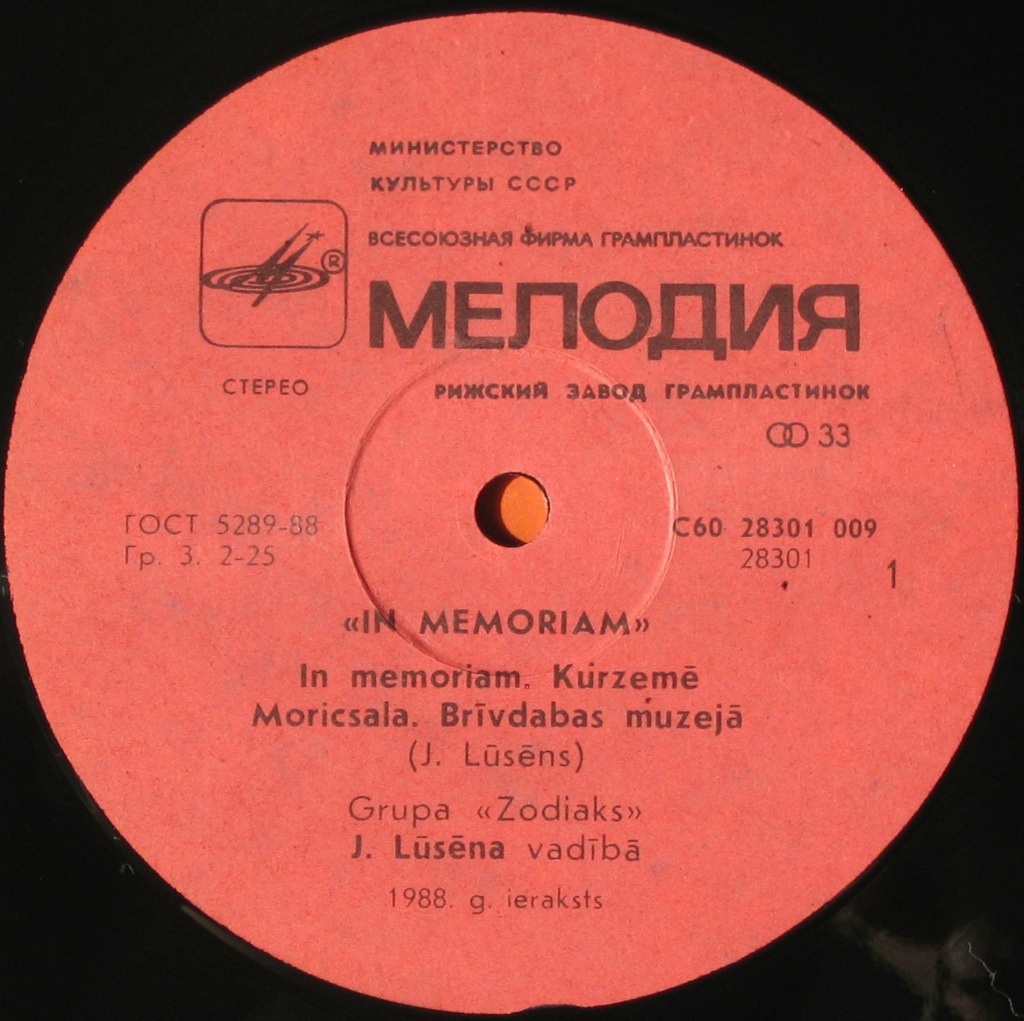 МИНИСТЕРСТВО
КУЛЬТУРЫ СССР
ВСЕСОЮЗНАЯ ФИРМА ГРАМПЛАСТИНОК
®
МЕЛОДИЯ
СТЕРЕО
РИЖСКИЙ ЗАВОД ГРАМПЛАСТИНОК
33
ГОСТ 5289-88
Гр. 3. 2-25
С60 28301 009
28301
1
«IN MEMORIAM»
In memoriam. Kurzemē
Moricsala. Brīvdabas muzejā
(J. Lūsēns)
Grupa «Zodiaks»
J. Lūsēna vadībā
1988. g. ieraksts